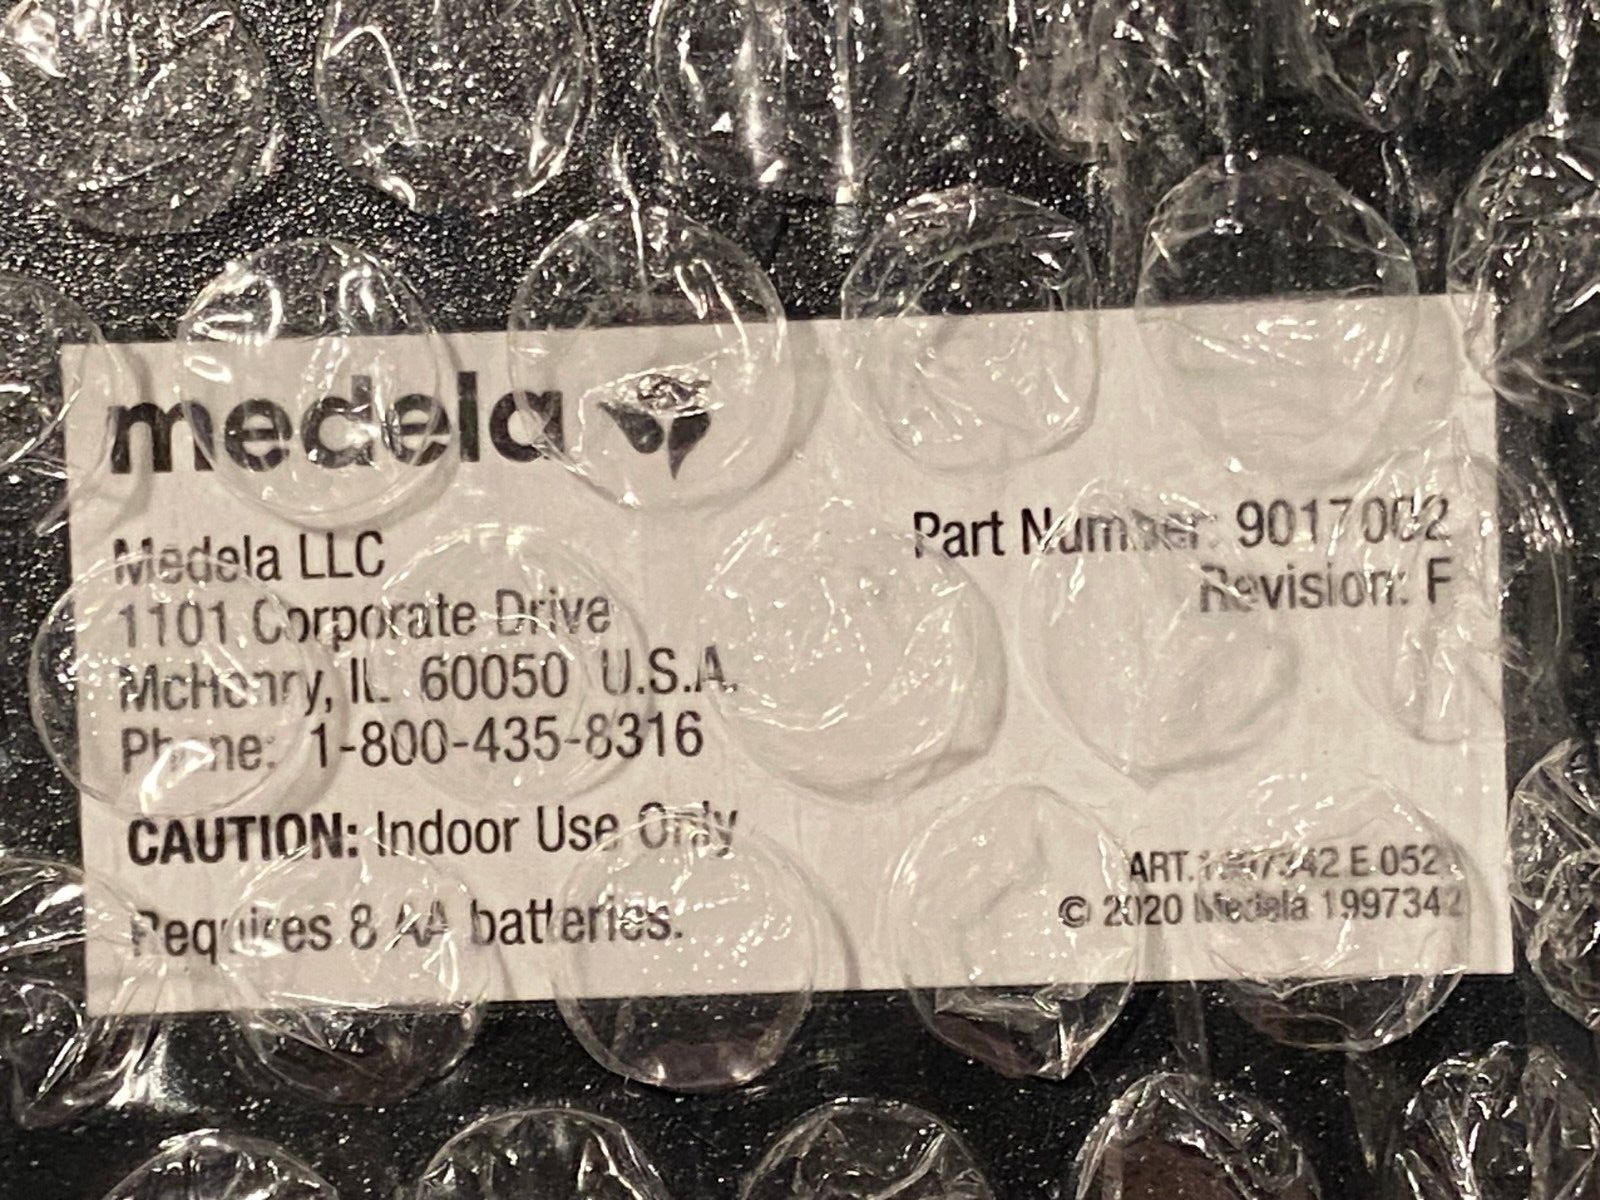 medela
Medela LLC
1101 Corporate Drive
McHenry, IL 60050 U.S.A.
Phone: 1-800-435-8316
CAUTION: Indoor Use Only
Requires 8 AA batteries.
Part Number: 9017002
Revision: F
ART. E
© 2020 Medela 1997342